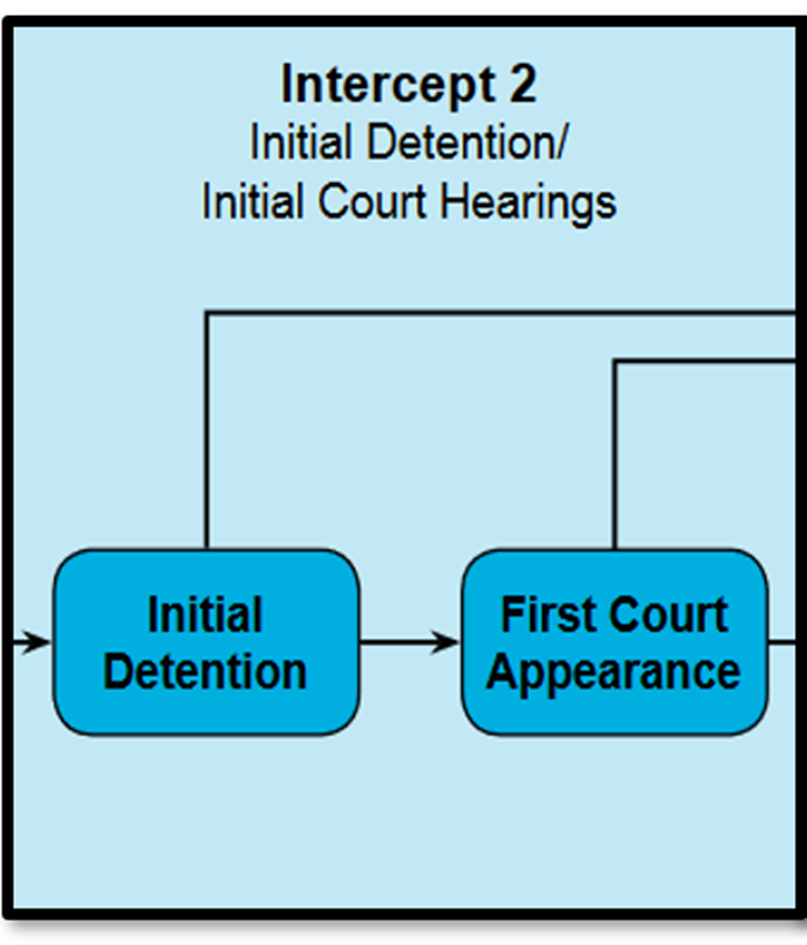 Intercept 2
Initial Detention/
Initial Court Hearings
Initial
Detention
First Court
Appearance